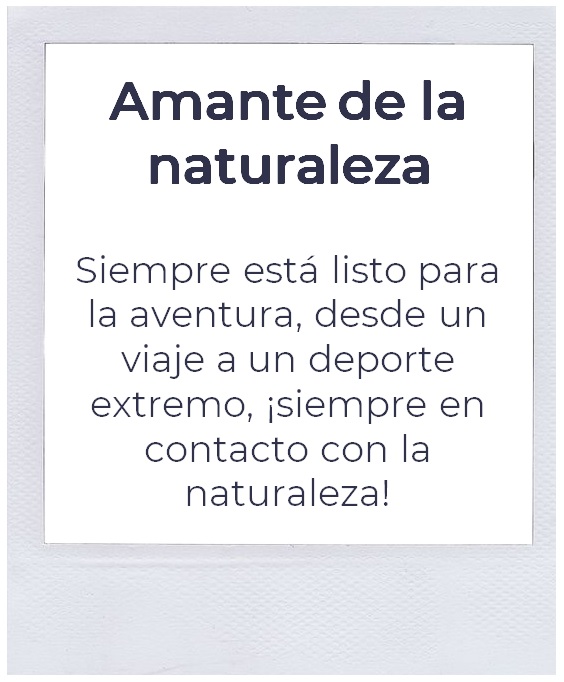 Amante de la
naturaleza
Siempre está listo para
la aventura, desde un
viaje a un deporte
extremo, ¡siempre en
contacto con la
naturaleza!